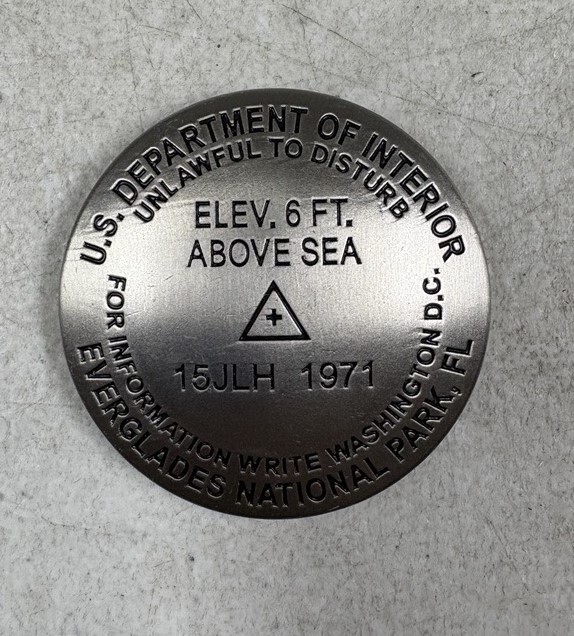 U.S. DEPARTMENT OF INTERIOR
UNLAWFUL TO DISTURB
ELEV. 6 FT.
ABOVE SEA
15JLH 1971
FOR INFORMATION WRITE WASHINGTON D.C.
EVERGLADES NATIONAL PARK, FL